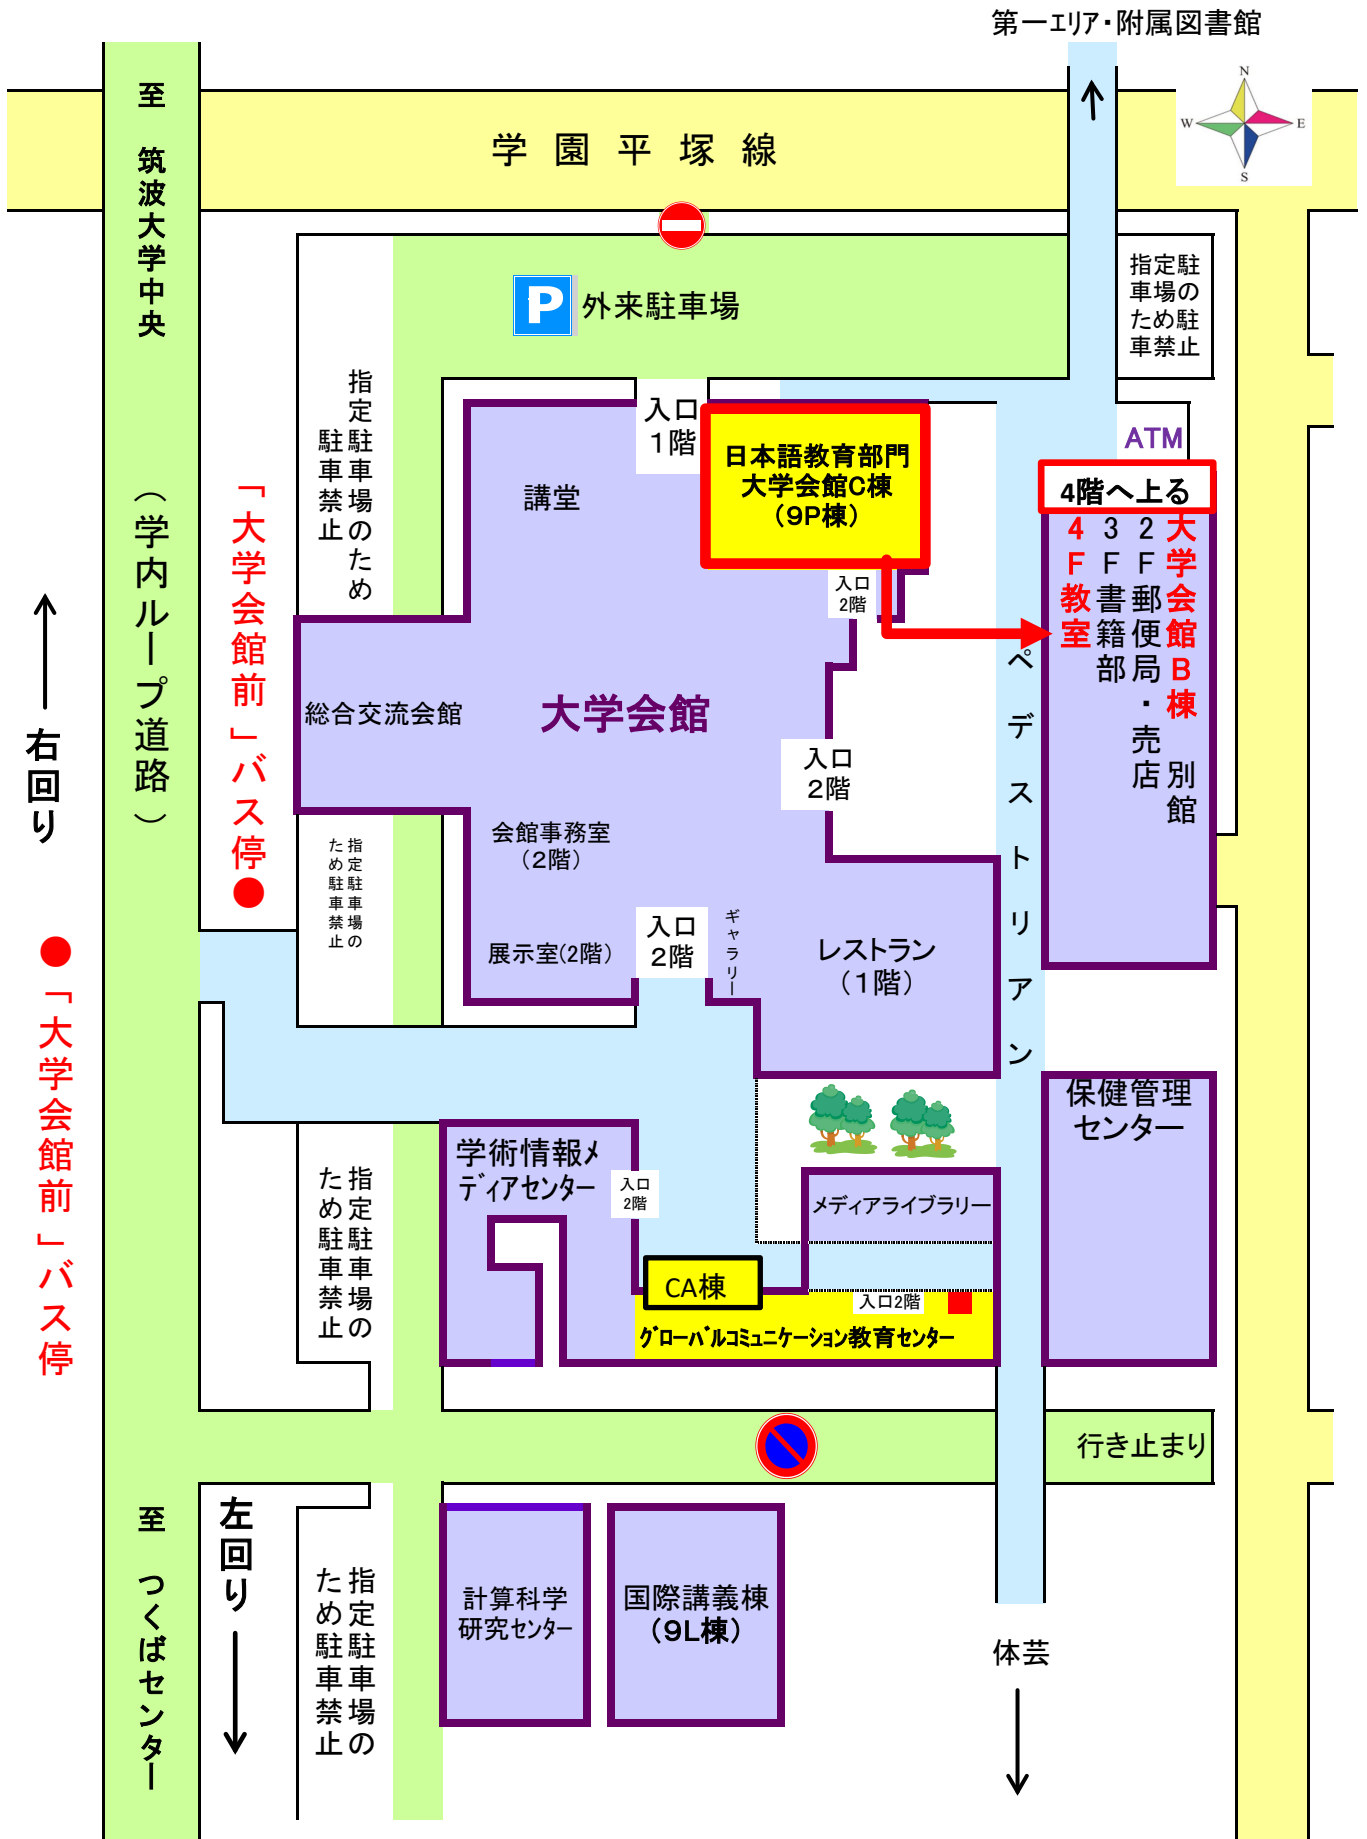 第一エリア・附属図書館
N
W
E
S
至 筑波大学中央
学園平塚線
P
外来駐車場
指定駐
車場の
ため駐
車禁止
指定駐車場のため
駐車禁止
入口
1階
日本語教育部門
大学会館C棟
(9P棟)
ATM
4階へ上る
講堂
大学会館B棟 別館
2F郵便局・売店
3F書籍部
4F教室
(学内ループ道路)
「大学会館前」バス停●
入口
2階
右回り
総合交流会館
大学会館
ペデストリアン
入口
2階
会館事務室
(2階)
指定駐車場の
ため駐車禁止
入口
2階
ギャラリー
展示室(2階)
レストラン
(1階)
●「大学会館前」バス停
保健管理
センター
学術情報メ
ディアセンター
入口
2階
指定駐車場の
ため駐車禁止
メディアライブラリー
CA棟
入口2階
グローバルコミュニケーション教育センター
行き止まり
至 つくばセンター
左回り
指定駐車場の
ため駐車禁止
計算科学
研究センター
国際講義棟
(9L棟)
体芸